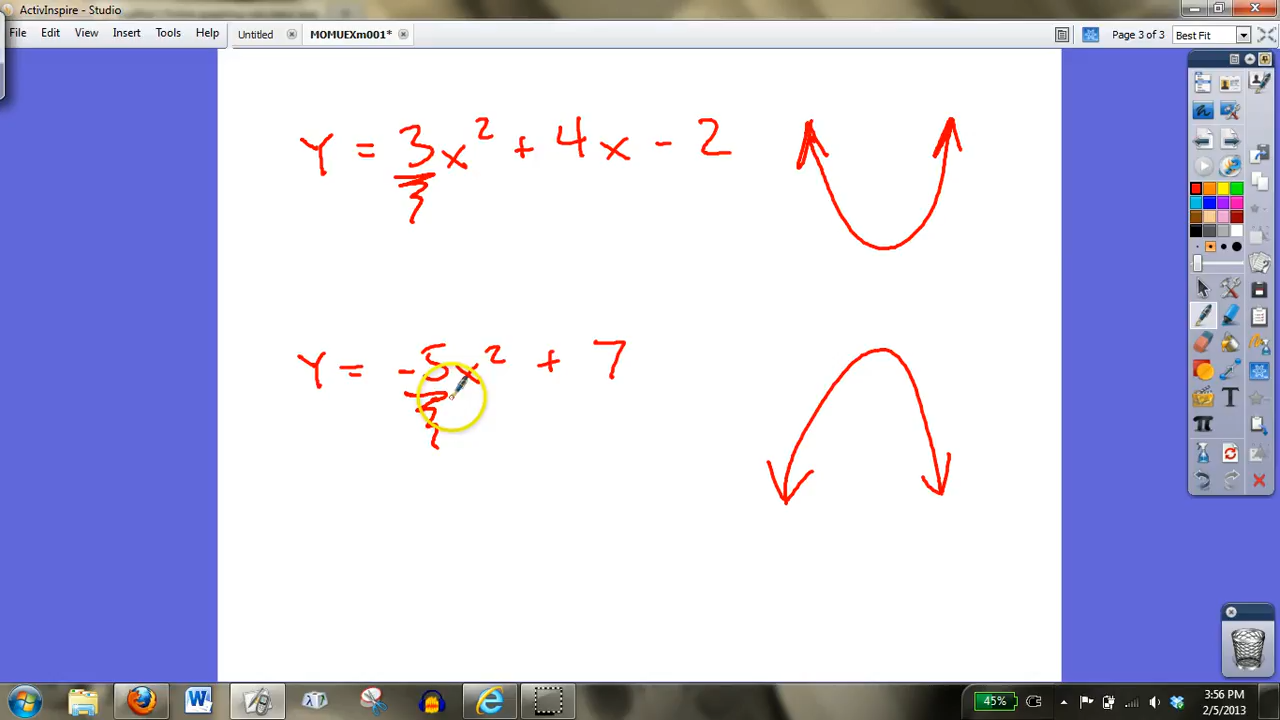 ActivInspire - Studio
File Edit View Insert Tools Help
Untitled
MOMUEXm001*
Page 3 of 3
Best Fit
Y = 3x² + 4x - 2
Y = -5x² + 7
45%
3:56 PM
2/5/2013